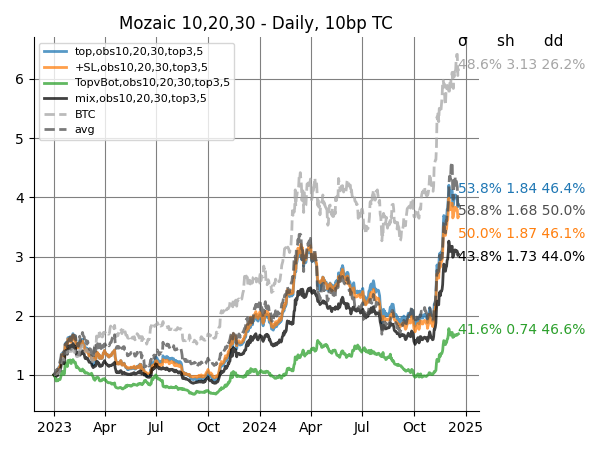 Mozaic 10,20,30 - Daily, 10bp TC
σ sh dd
top,obs10,20,30,top3,5
+SL,obs10,20,30,top3,5
TopvBot,obs10,20,30,top3,5
mix,obs10,20,30,top3,5
BTC
avg
48.6% 3.13 26.2%
53.8% 1.84 46.4%
58.8% 1.68 50.0%
50.0% 1.87 46.1%
43.8% 1.73 44.0%
41.6% 0.74 46.6%
6
5
4
3
2
1
2023 Apr Jul Oct 2024 Apr Jul Oct 2025